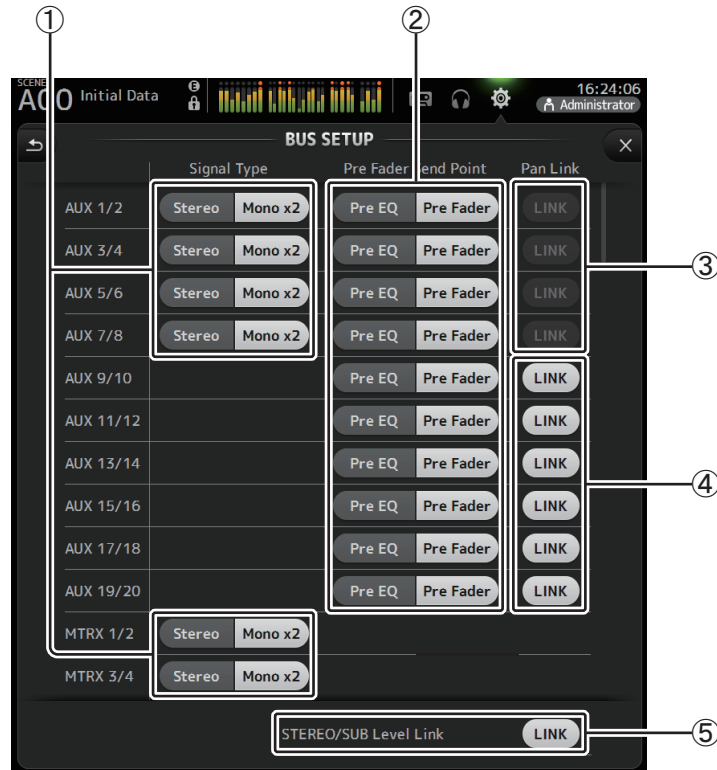 ① ②
SCENE
A00 Initial Data E 16:24:06
Administrator
BUS SETUP X
Signal Type Pre Fader Send Point Pan Link
AUX 1/2 Stereo Mono x2 Pre EQ Pre Fader LINK
AUX 3/4 Stereo Mono x2 Pre EQ Pre Fader LINK
③
AUX 5/6 Stereo Mono x2 Pre EQ Pre Fader LINK
AUX 7/8 Stereo Mono x2 Pre EQ Pre Fader LINK
AUX 9/10 Pre EQ Pre Fader LINK
AUX 11/12 Pre EQ Pre Fader LINK
AUX 13/14 Pre EQ Pre Fader LINK
④
AUX 15/16 Pre EQ Pre Fader LINK
AUX 17/18 Pre EQ Pre Fader LINK
AUX 19/20 Pre EQ Pre Fader LINK
MTRX 1/2 Stereo Mono x2
MTRX 3/4 Stereo Mono x2
STEREO/SUB Level Link LINK ⑤